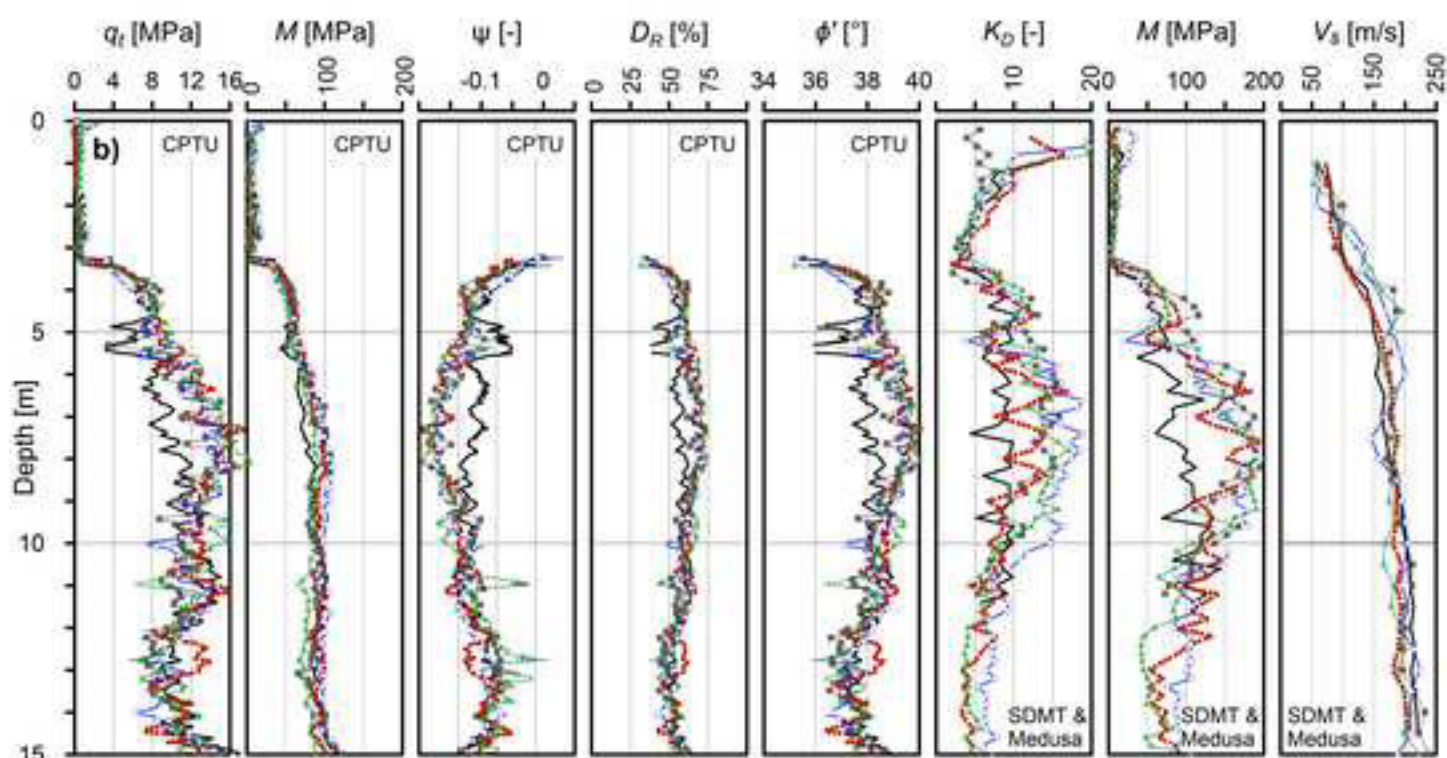 qt [MPa] M [MPa] Ψ [-] DR [%] ϕ' [°] KD [-] M [MPa] Vs [m/s]
0 4 8 12 16 0 100 200 -0.1 0 0 25 50 75 34 36 38 40 0 10 20 0 100 200 50 150 250
0
b) CPTU CPTU CPTU CPTU CPTU
5
Depth [m]
10
SDMT & SDMT & SDMT &
Medusa Medusa Medusa
15